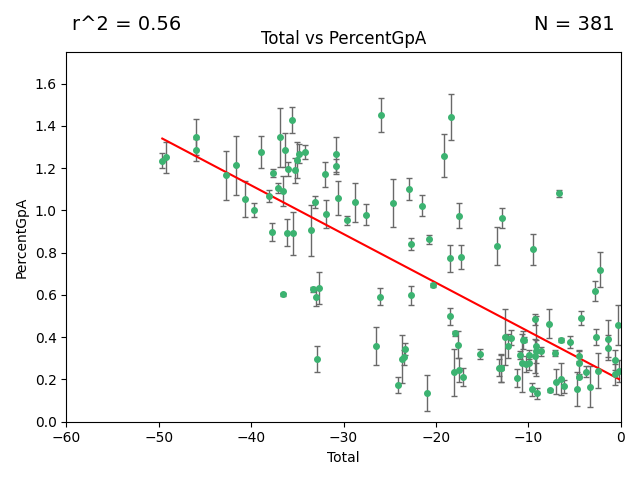 r^2 = 0.56 N = 381
Total vs PercentGpA
PercentGpA
1.6
1.4
1.2
1.0
0.8
0.6
0.4
0.2
0.0
−60 −50 −40 −30 −20 −10 0
Total